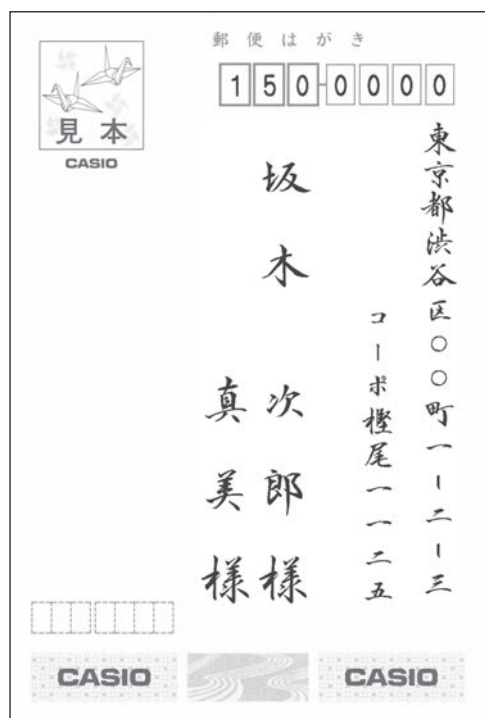 郵便はがき
150-0000
見本
CASIO
東京都渋谷区○○町一ー二ー三
コーポ樫尾一一二五
坂木 次郎様
真美様
CASIO
CASIO